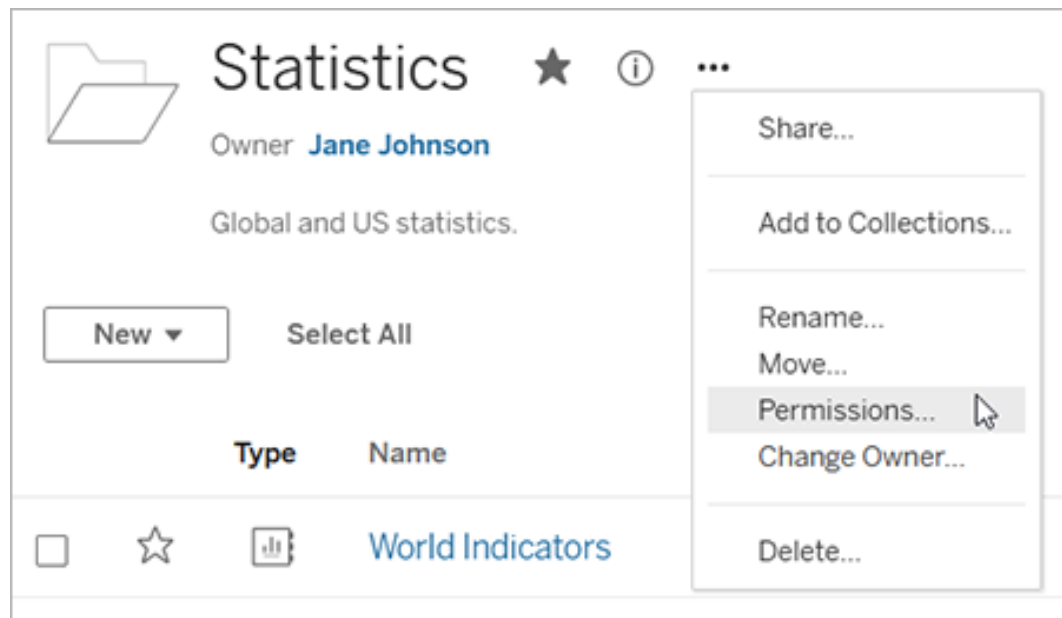 Statistics
Owner Jane Johnson
Global and US statistics.
New
Select All
Type Name
World Indicators
Share...
Add to Collections...
Rename...
Move...
Permissions...
Change Owner...
Delete...